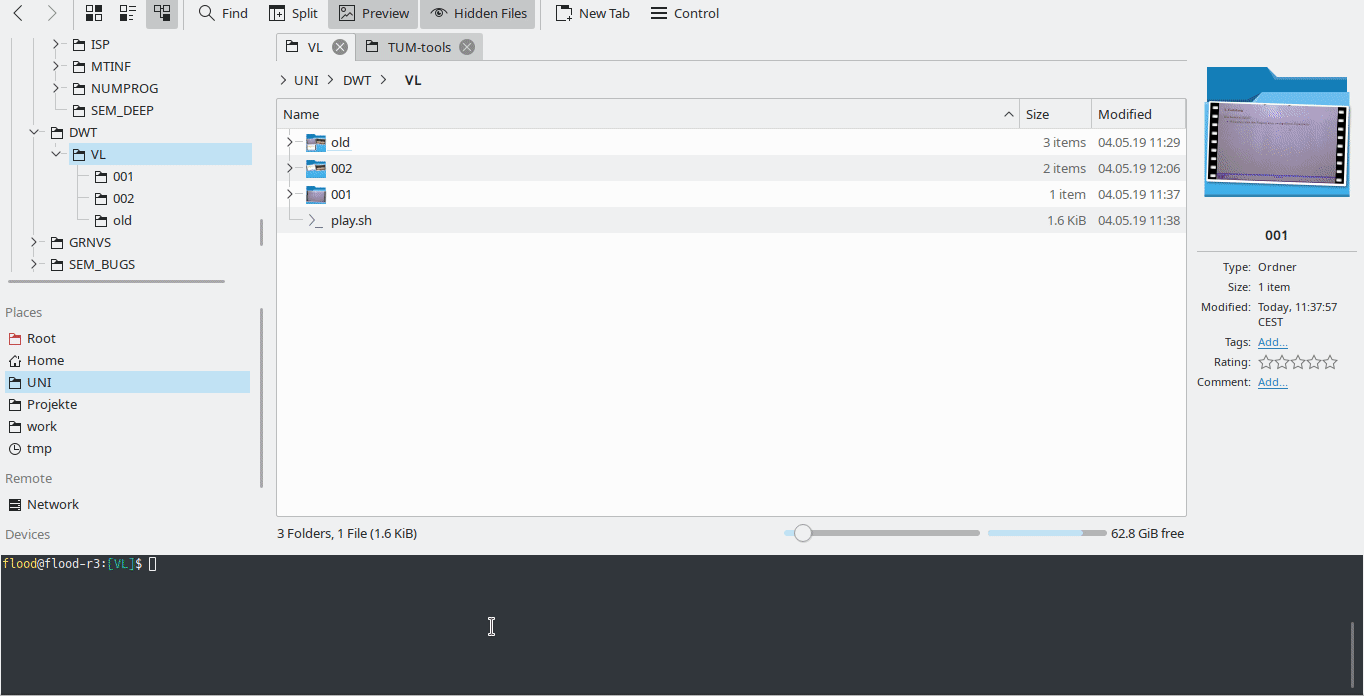 Find Split Preview Hidden Files New Tab Control
ISP
MTINF
NUMPROG
SEM_DEEP
DWT
VL
001
002
old
GRNVS
SEM_BUGS
Places
Root
Home
UNI
Projekte
work
tmp
Remote
Network
Devices
VL TUM-tools
> UNI > DWT > VL
Name Size Modified
old 3 items 04.05.19 11:29
002 2 items 04.05.19 12:06
001 1 item 04.05.19 11:37
>_ play.sh 1.6 KiB 04.05.19 11:38
3 Folders, 1 File (1.6 KiB) 62.8 GiB free
001
Type: Ordner
Size: 1 item
Modified: Today, 11:37:57
CEST
Tags: Add...
Rating:
Comment: Add...
flood@flood-r3:[VL]$